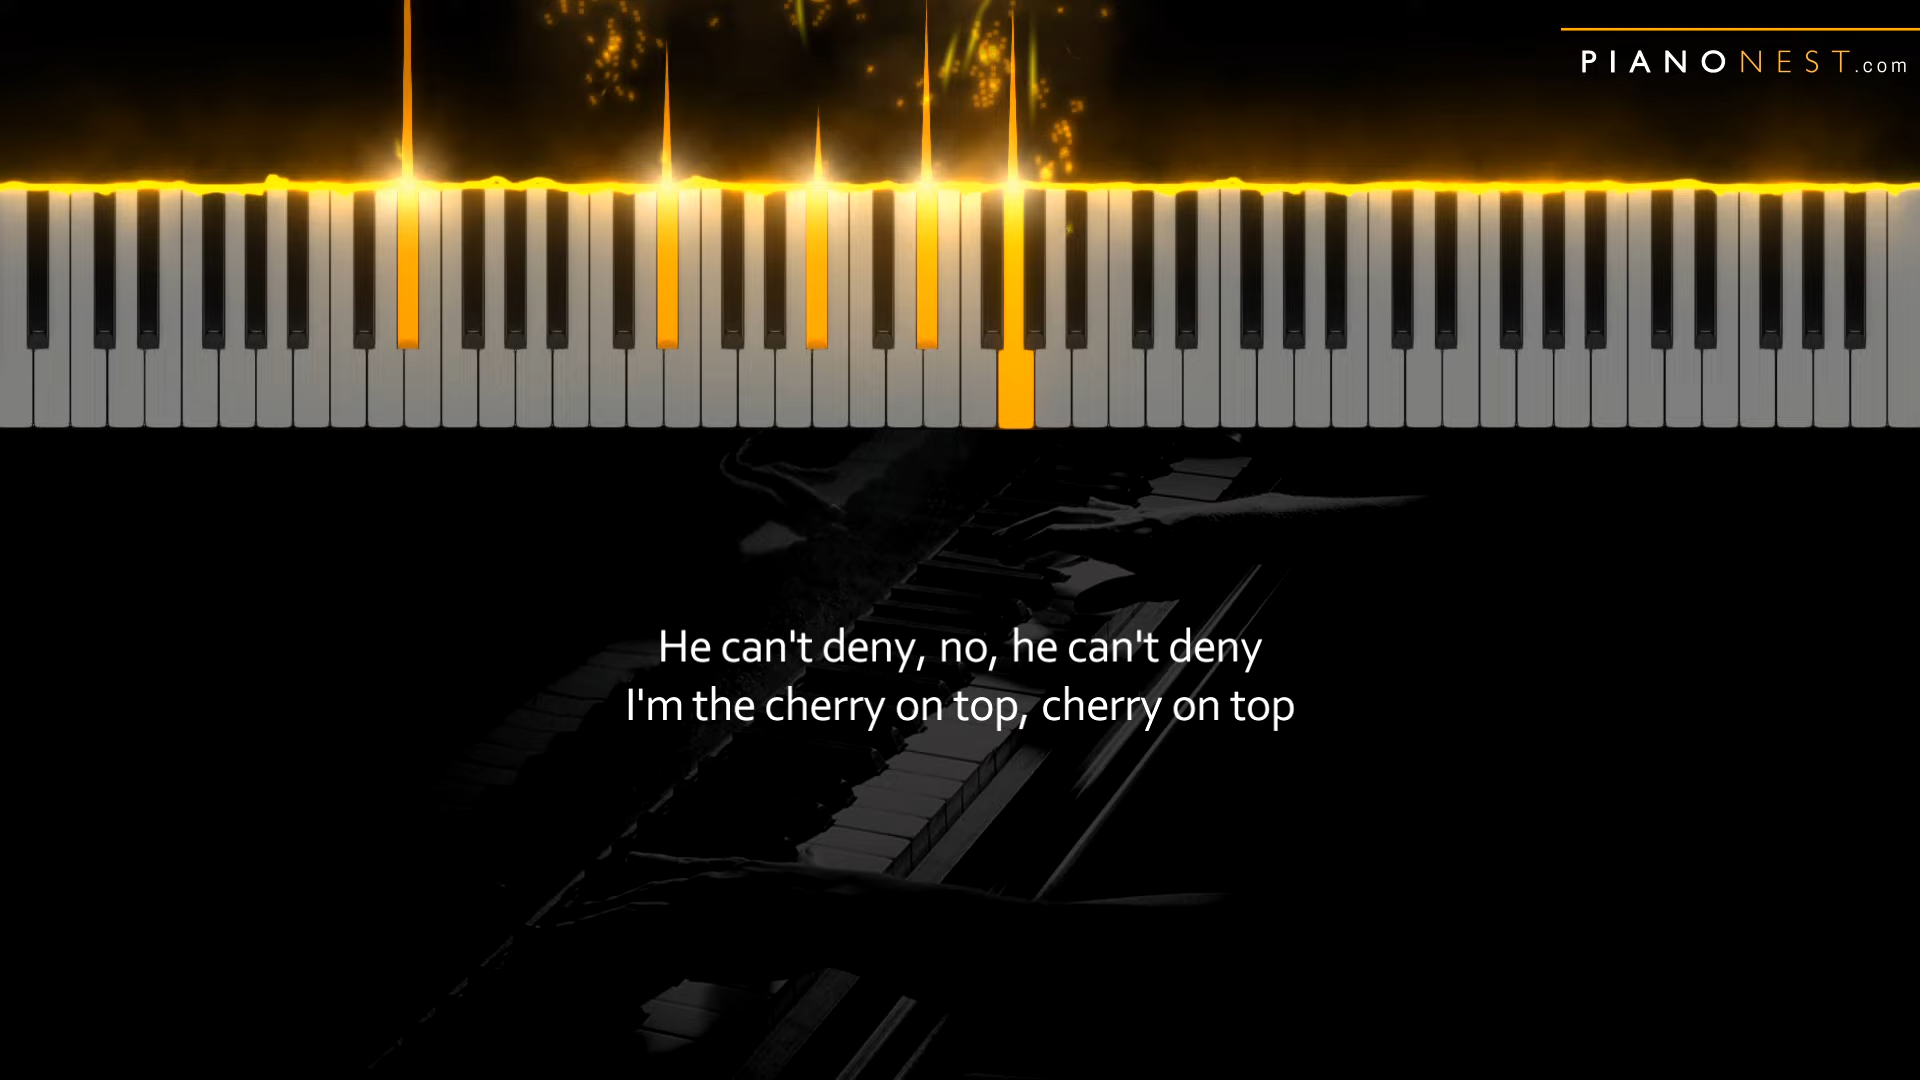 PIANONEST.com
He can't deny, no, he can't deny
I'm the cherry on top, cherry on top